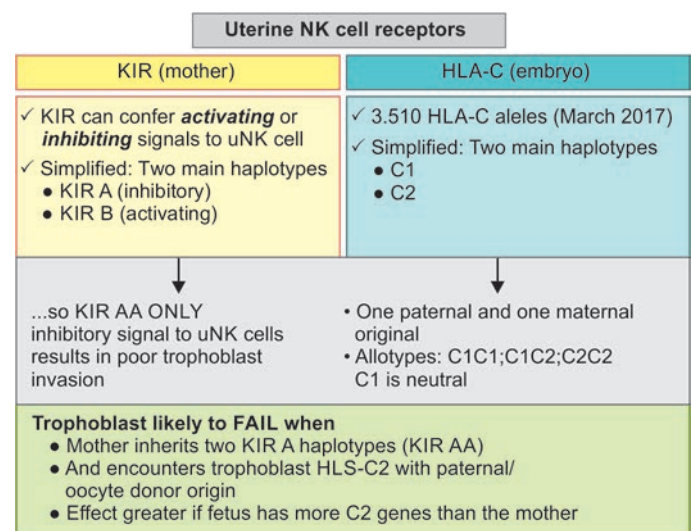 Uterine NK cell receptors
KIR (mother)
✓ KIR can confer activating or
inhibiting signals to uNK cell
✓ Simplified: Two main haplotypes
● KIR A (inhibitory)
● KIR B (activating)
HLA-C (embryo)
✓ 3.510 HLA-C aleles (March 2017)
✓ Simplified: Two main haplotypes
● C1
● C2
...so KIR AA ONLY
inhibitory signal to uNK cells
results in poor trophoblast
invasion
• One paternal and one maternal
original
• Allotypes: C1C1;C1C2;C2C2
C1 is neutral
Trophoblast likely to FAIL when
● Mother inherits two KIR A haplotypes (KIR AA)
● And encounters trophoblast HLS-C2 with paternal/
oocyte donor origin
● Effect greater if fetus has more C2 genes than the mother